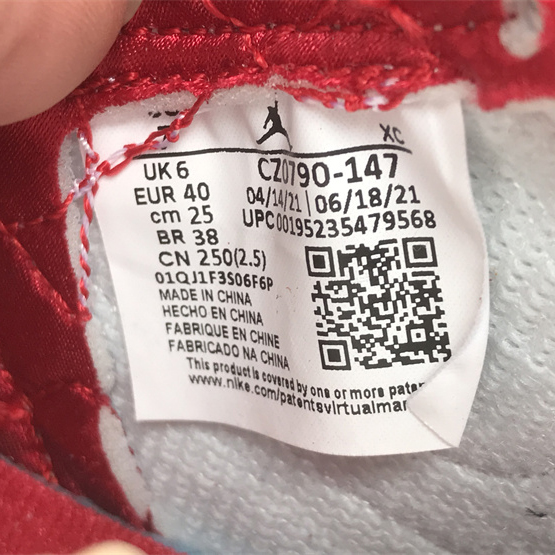 XC
UK 6
CZ0790-147
EUR 40
04/14/21 | 06/18/21
cm 25
UPC 00195235479568
BR 38
CN 250(2.5)
01QJ1F3S06F6P
MADE IN CHINA
HECHO EN CHINA
FABRIQUE EN CHINE
FABRICADO NA CHINA
This product is covered by one or more
www.nike.com/patentsvirtualmar